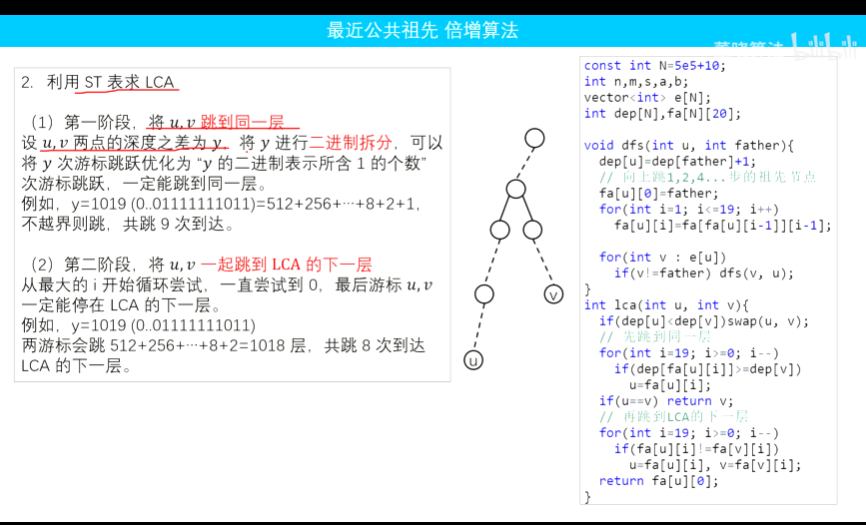 最近公共祖先 倍增算法
董晓算法 bilibili
2. 利用 ST 表求 LCA
(1) 第一阶段，将 u,v 跳到同一层
设 u,v 两点的深度之差为 y。将 y 进行二进制拆分，可以
将 y 次游标跳跃优化为 “y 的二进制表示所含 1 的个数”
次游标跳跃，一定能跳到同一层。
例如，y=1019 (0..01111111011)=512+256+···+8+2+1,
不越界则跳，共跳 9 次到达。
(2) 第二阶段，将 u,v 一起跳到 LCA 的下一层
从最大的 i 开始循环尝试，一直尝试到 0，最后游标 u,v
一定能停在 LCA 的下一层。
例如，y=1019 (0..01111111011)
两游标会跳 512+256+···+8+2=1018 层，共跳 8 次到达
LCA 的下一层。
v
u
const int N=5e5+10;
int n,m,s,a,b;
vector<int> e[N];
int dep[N],fa[N][20];
void dfs(int u, int father){
dep[u]=dep[father]+1;
// 向上跳1,2,4...步的祖先节点
fa[u][0]=father;
for(int i=1; i<=19; i++)
fa[u][i]=fa[fa[u][i-1]][i-1];
for(int v : e[u])
if(v!=father) dfs(v, u);
}
int lca(int u, int v){
if(dep[u]<dep[v])swap(u, v);
// 先跳到同一层
for(int i=19; i>=0; i--)
if(dep[fa[u][i]]>=dep[v])
u=fa[u][i];
if(u==v) return v;
// 再跳到LCA的下一层
for(int i=19; i>=0; i--)
if(fa[u][i]!=fa[v][i])
u=fa[u][i], v=fa[v][i];
return fa[u][0];
}